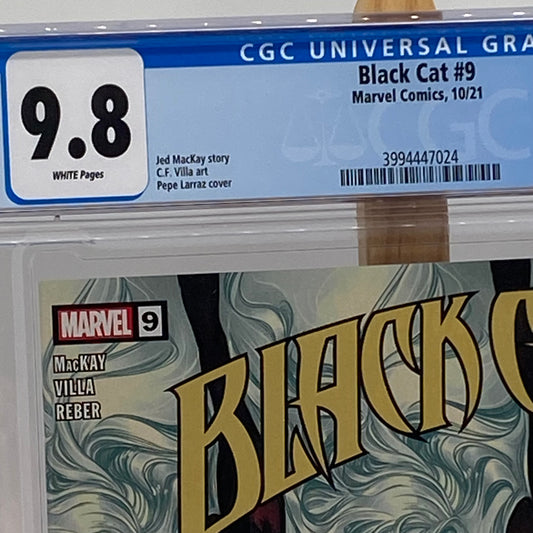 CGC UNIVERSAL GRA
9.8
WHITE Pages
Black Cat #9
Marvel Comics, 10/21
Jed MacKay story
C.F. Villa art
Pepe Larraz cover
CGC
3994447024
MARVEL 9
MACKAY
VILLA
REBER
BLACK C